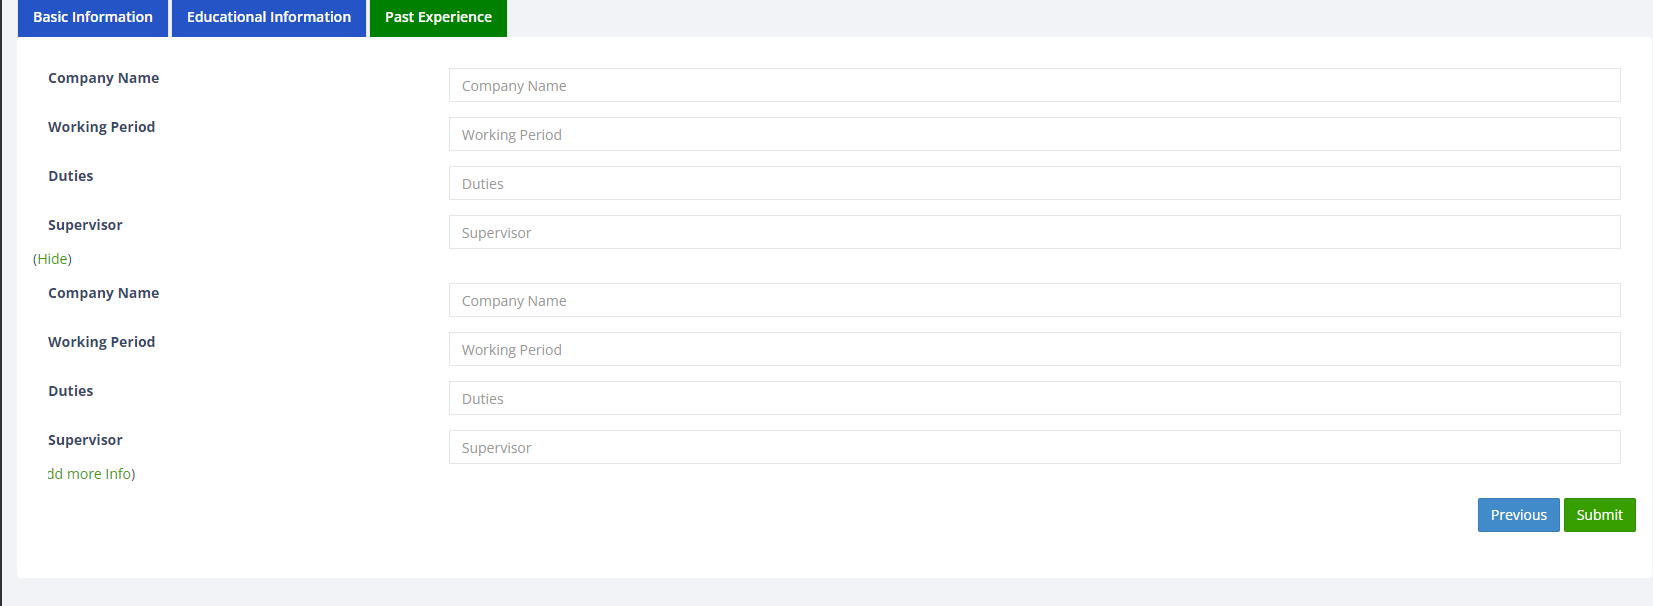 Basic Information Educational Information Past Experience
Company Name Company Name
Working Period Working Period
Duties Duties
Supervisor Supervisor
(Hide)
Company Name Company Name
Working Period Working Period
Duties Duties
Supervisor Supervisor
dd more Info)
Previous Submit